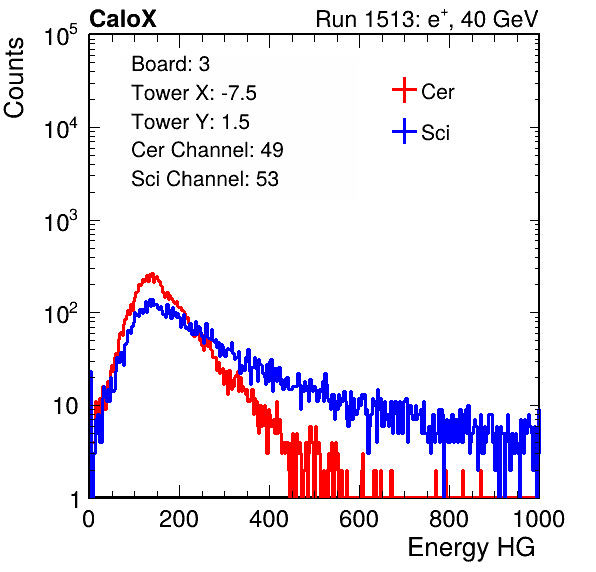 CaloX Run 1513: e⁺, 40 GeV
Counts
10⁵
10⁴
10³
10²
10
1
Board: 3
Tower X: -7.5
Tower Y: 1.5
Cer Channel: 49
Sci Channel: 53
Cer
Sci
0 200 400 600 800 1000
Energy HG